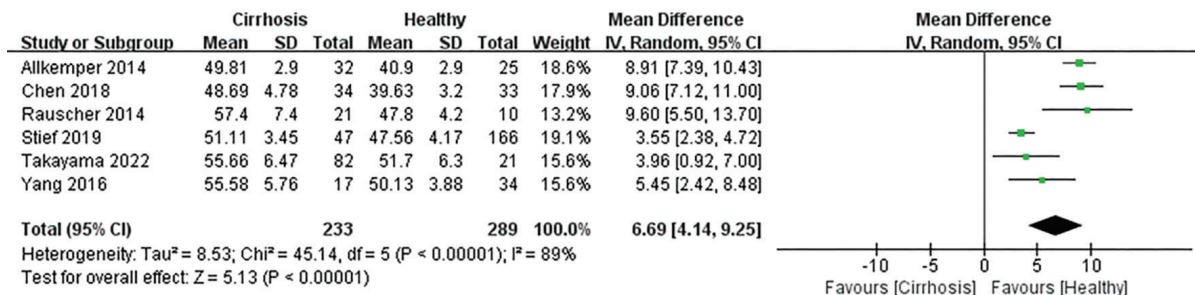 Cirrhosis Healthy Mean Difference Mean Difference
Study or Subgroup Mean SD Total Mean SD Total Weight IV, Random, 95% CI IV, Random, 95% CI
Allkemper 2014 49.81 2.9 32 40.9 2.9 25 18.6% 8.91 [7.39, 10.43]
Chen 2018 48.69 4.78 34 39.63 3.2 33 17.9% 9.06 [7.12, 11.00]
Rauscher 2014 57.4 7.4 21 47.8 4.2 10 13.2% 9.60 [5.50, 13.70]
Stief 2019 51.11 3.45 47 47.56 4.17 166 19.1% 3.55 [2.38, 4.72]
Takayama 2022 55.66 6.47 82 51.7 6.3 21 15.6% 3.96 [0.92, 7.00]
Yang 2016 55.58 5.76 17 50.13 3.88 34 15.6% 5.45 [2.42, 8.48]
Total (95% CI) 233 289 100.0% 6.69 [4.14, 9.25]
Heterogeneity: Tau² = 8.53; Chi² = 45.14, df = 5 (P < 0.00001); I² = 89%
Test for overall effect: Z = 5.13 (P < 0.00001)
-10 -5 0 5 10
Favours [Cirrhosis] Favours [Healthy]